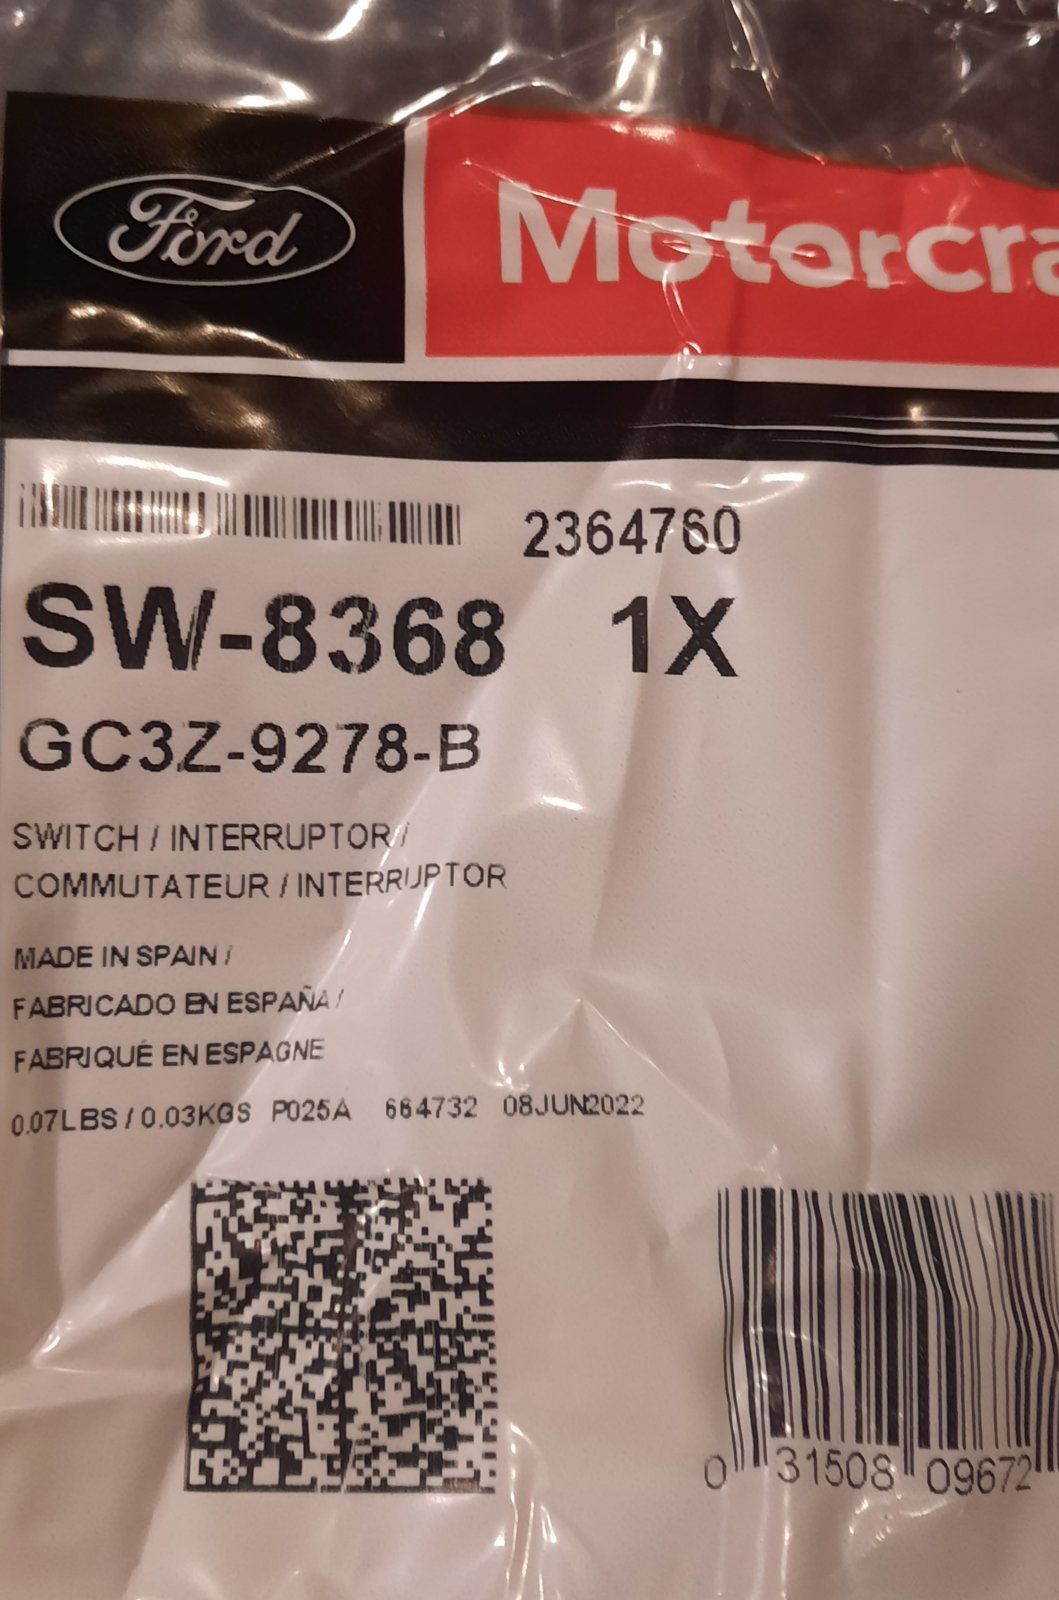 Ford
Motorcra
2364760
SW-8368 1X
GC3Z-9278-B
SWITCH / INTERRUPTOR /
COMMUTATEUR / INTERRUPTOR
MADE IN SPAIN /
FABRICADO EN ESPAÑA /
FABRIQUÉ EN ESPAGNE
0.07LBS / 0.03KGS P025A 664732 08JUN2022
0 31508 09672